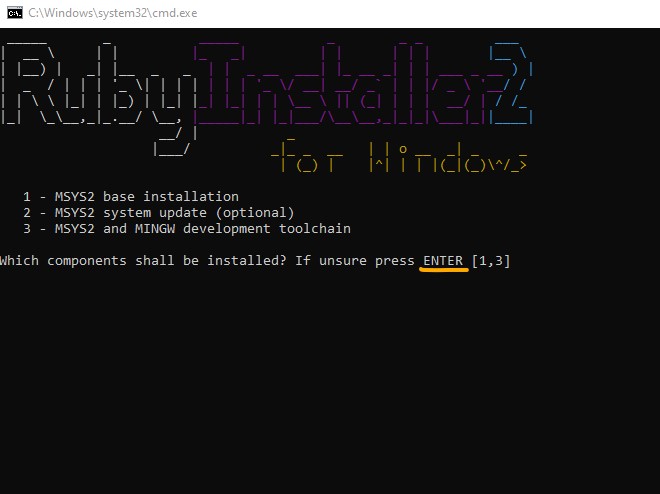 C:\Windows\system32\cmd.exe
RubyInstaller2
for Windows
1 - MSYS2 base installation
2 - MSYS2 system update (optional)
3 - MSYS2 and MINGW development toolchain
Which components shall be installed? If unsure press ENTER [1,3]